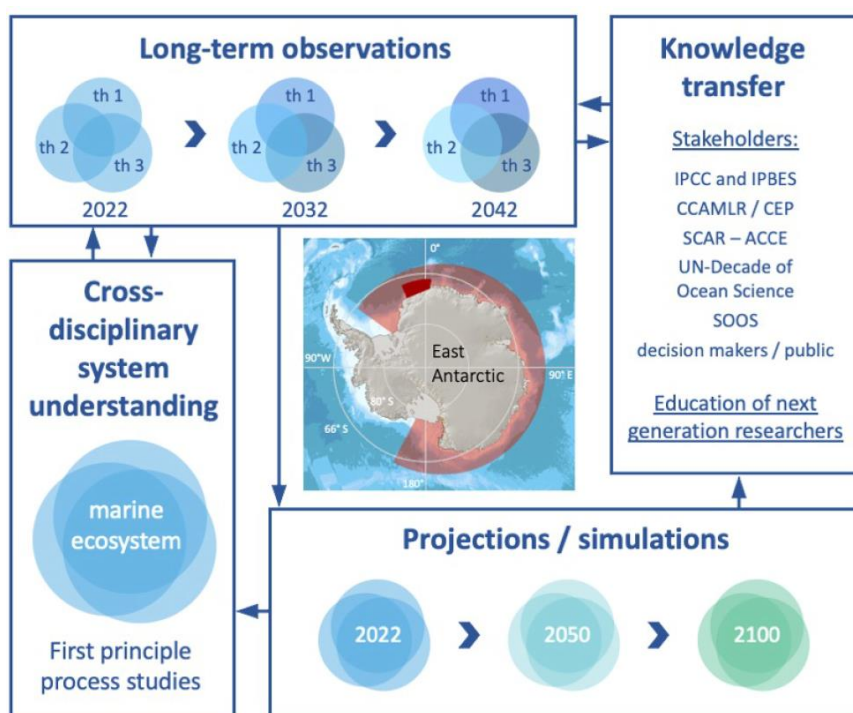 Long-term observations
th 1
th 2
th 3
2022
th 1
th 2
th 3
2032
th 1
th 2
th 3
2042
Knowledge
transfer
Stakeholders:
IPCC and IPBES
CCAMLR / CEP
SCAR – ACCE
UN-Decade of
Ocean Science
SOOS
decision makers / public
Education of next
generation researchers
Cross-
disciplinary
system
understanding
marine
ecosystem
First principle
process studies
0°
90°W
East
Antarctic
90° E
80° S
66° S
180°
Projections / simulations
2022
2050
2100